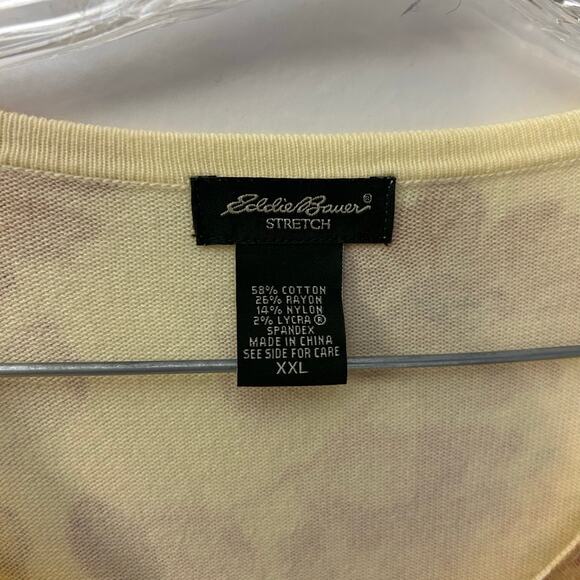 Eddie Bauer®
STRETCH
58% COTTON
26% RAYON
14% NYLON
2% LYCRA®
SPANDEX
MADE IN CHINA
SEE SIDE FOR CARE
XXL